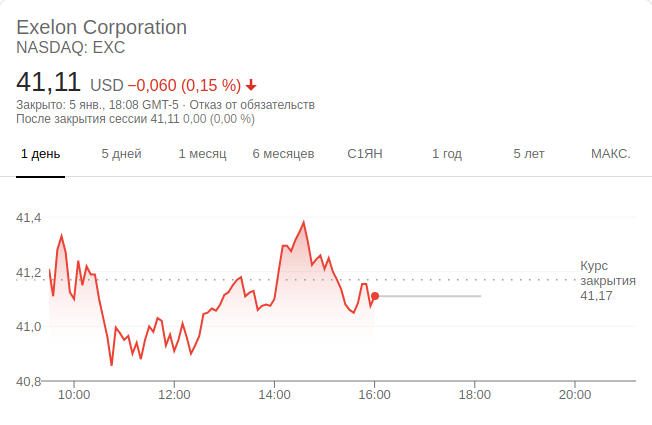 Exelon Corporation
NASDAQ: EXC
41,11 USD −0,060 (0,15 %)
Закрыто: 5 янв., 18:08 GMT-5 · Отказ от обязательств
После закрытия сессии 41,11 0,00 (0,00 %)
1 день 5 дней 1 месяц 6 месяцев С1ЯН 1 год 5 лет МАКС.
41,4
41,2
41,0
40,8
Курс
закрытия
41,17
10:00 12:00 14:00 16:00 18:00 20:00